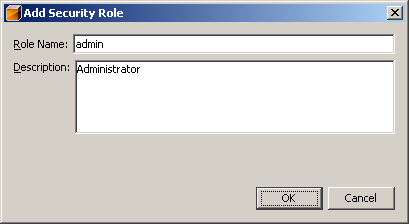 Add Security Role
Role Name: admin
Description: Administrator
OK Cancel